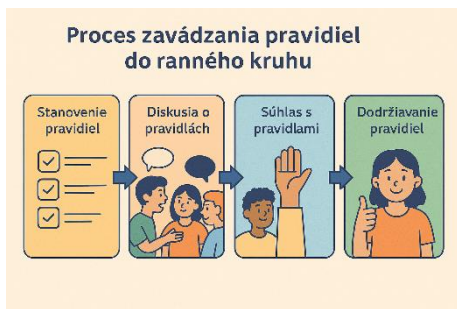 Proces zavádzania pravidiel
do ranného kruhu
Stanovenie
pravidiel
Diskusia o
pravidlách
Súhlas s
pravidlami
Dodržiavanie
pravidiel